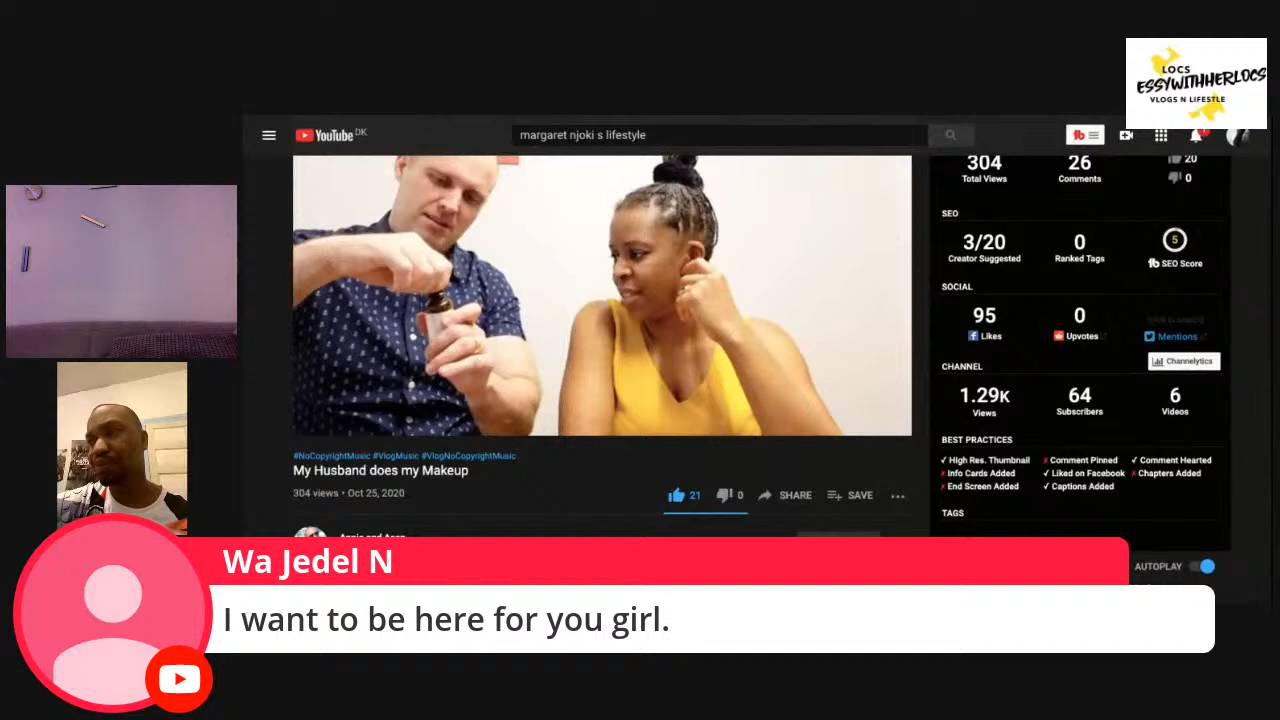 LOCS
ESSYWITHHERLOCS
VLOGS N LIFESTLE
YouTube DK
margaret njoki s lifestyle
304
Total Views
26
Comments
20
0
SEO
3/20
Creator Suggested
0
Ranked Tags
5
SEO Score
SOCIAL
95
Likes
0
Upvotes
Mentions
Channelytics
CHANNEL
1.29K
Views
64
Subscribers
6
Videos
BEST PRACTICES
✓ High Res. Thumbnail ✗ Comment Pinned ✓ Comment Hearted
✗ Info Cards Added ✓ Liked on Facebook ✗ Chapters Added
✗ End Screen Added ✓ Captions Added
TAGS
#NoCopyrightMusic #VlogMusic #VlogNoCopyrightMusic
My Husband does my Makeup
304 views • Oct 25, 2020
21 0 SHARE SAVE
AUTOPLAY
Wa Jedel N
I want to be here for you girl.